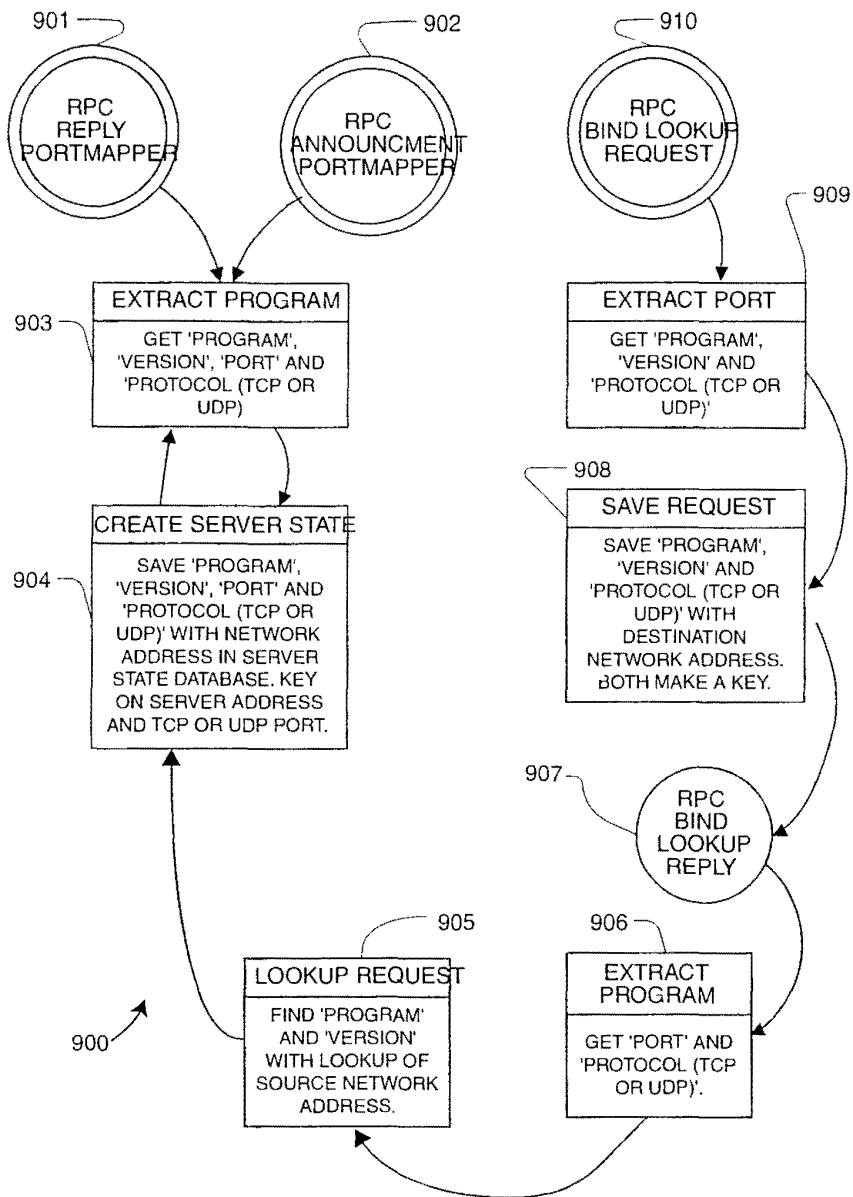 901
902
910
RPC
REPLY
PORTMAPPER
RPC
ANNOUNCMENT
PORTMAPPER
RPC
BIND LOOKUP
REQUEST
909
903
EXTRACT PROGRAM
GET 'PROGRAM',
'VERSION', 'PORT' AND
'PROTOCOL (TCP OR
UDP)
EXTRACT PORT
GET 'PROGRAM',
'VERSION' AND
'PROTOCOL (TCP OR
UDP)'
908
904
CREATE SERVER STATE
SAVE 'PROGRAM',
'VERSION', 'PORT' AND
'PROTOCOL (TCP OR
UDP)' WITH NETWORK
ADDRESS IN SERVER
STATE DATABASE. KEY
ON SERVER ADDRESS
AND TCP OR UDP PORT.
SAVE REQUEST
SAVE 'PROGRAM',
'VERSION' AND
'PROTOCOL (TCP OR
UDP)' WITH
DESTINATION
NETWORK ADDRESS.
BOTH MAKE A KEY.
907
RPC
BIND
LOOKUP
REPLY
905
906
LOOKUP REQUEST
FIND 'PROGRAM'
AND 'VERSION'
WITH LOOKUP OF
SOURCE NETWORK
ADDRESS.
EXTRACT
PROGRAM
GET 'PORT' AND
'PROTOCOL (TCP
OR UDP)'.
900